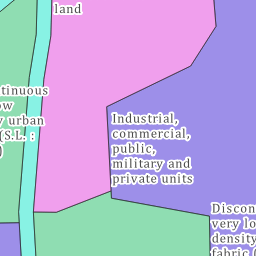 land
tinuous
ow
urban
(S.L. :
)
Industrial,
commercial,
public,
military and
private units
Discon
very lo
density
fabric (